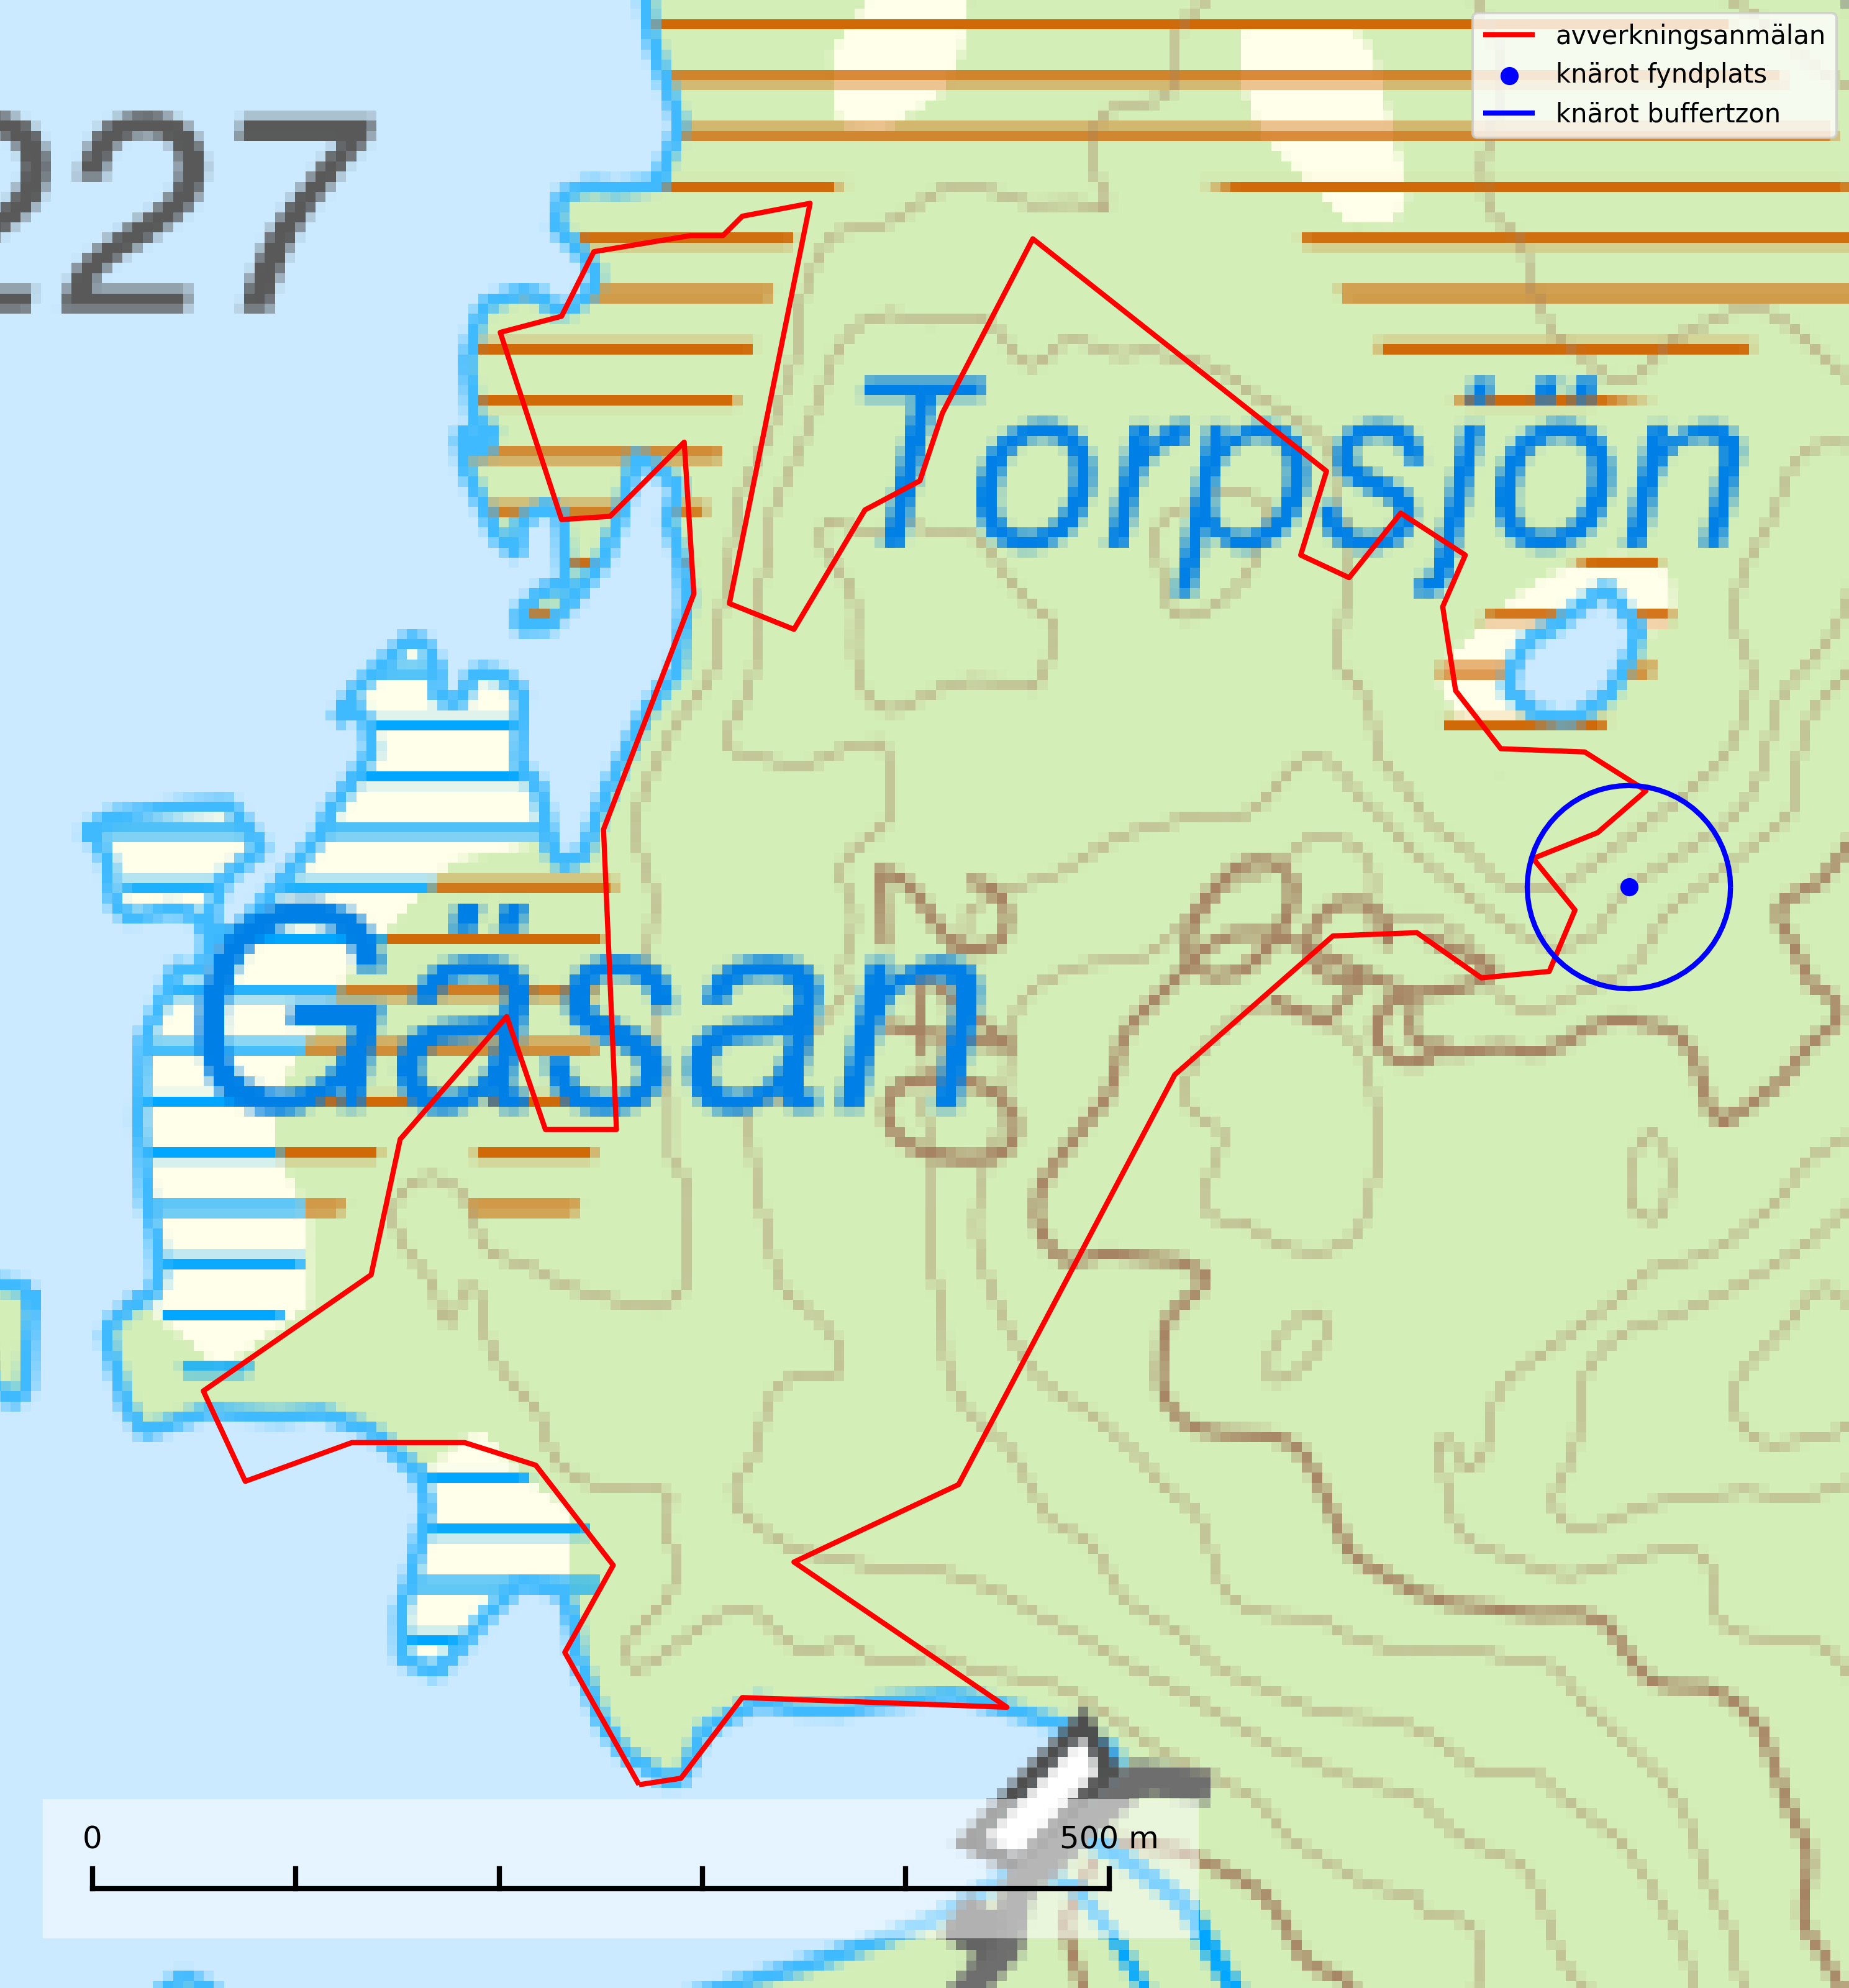 avverkningsanmälan
knärot fyndplats
knärot buffertzon
227
Torpsjön
Gäsan
0 500 m